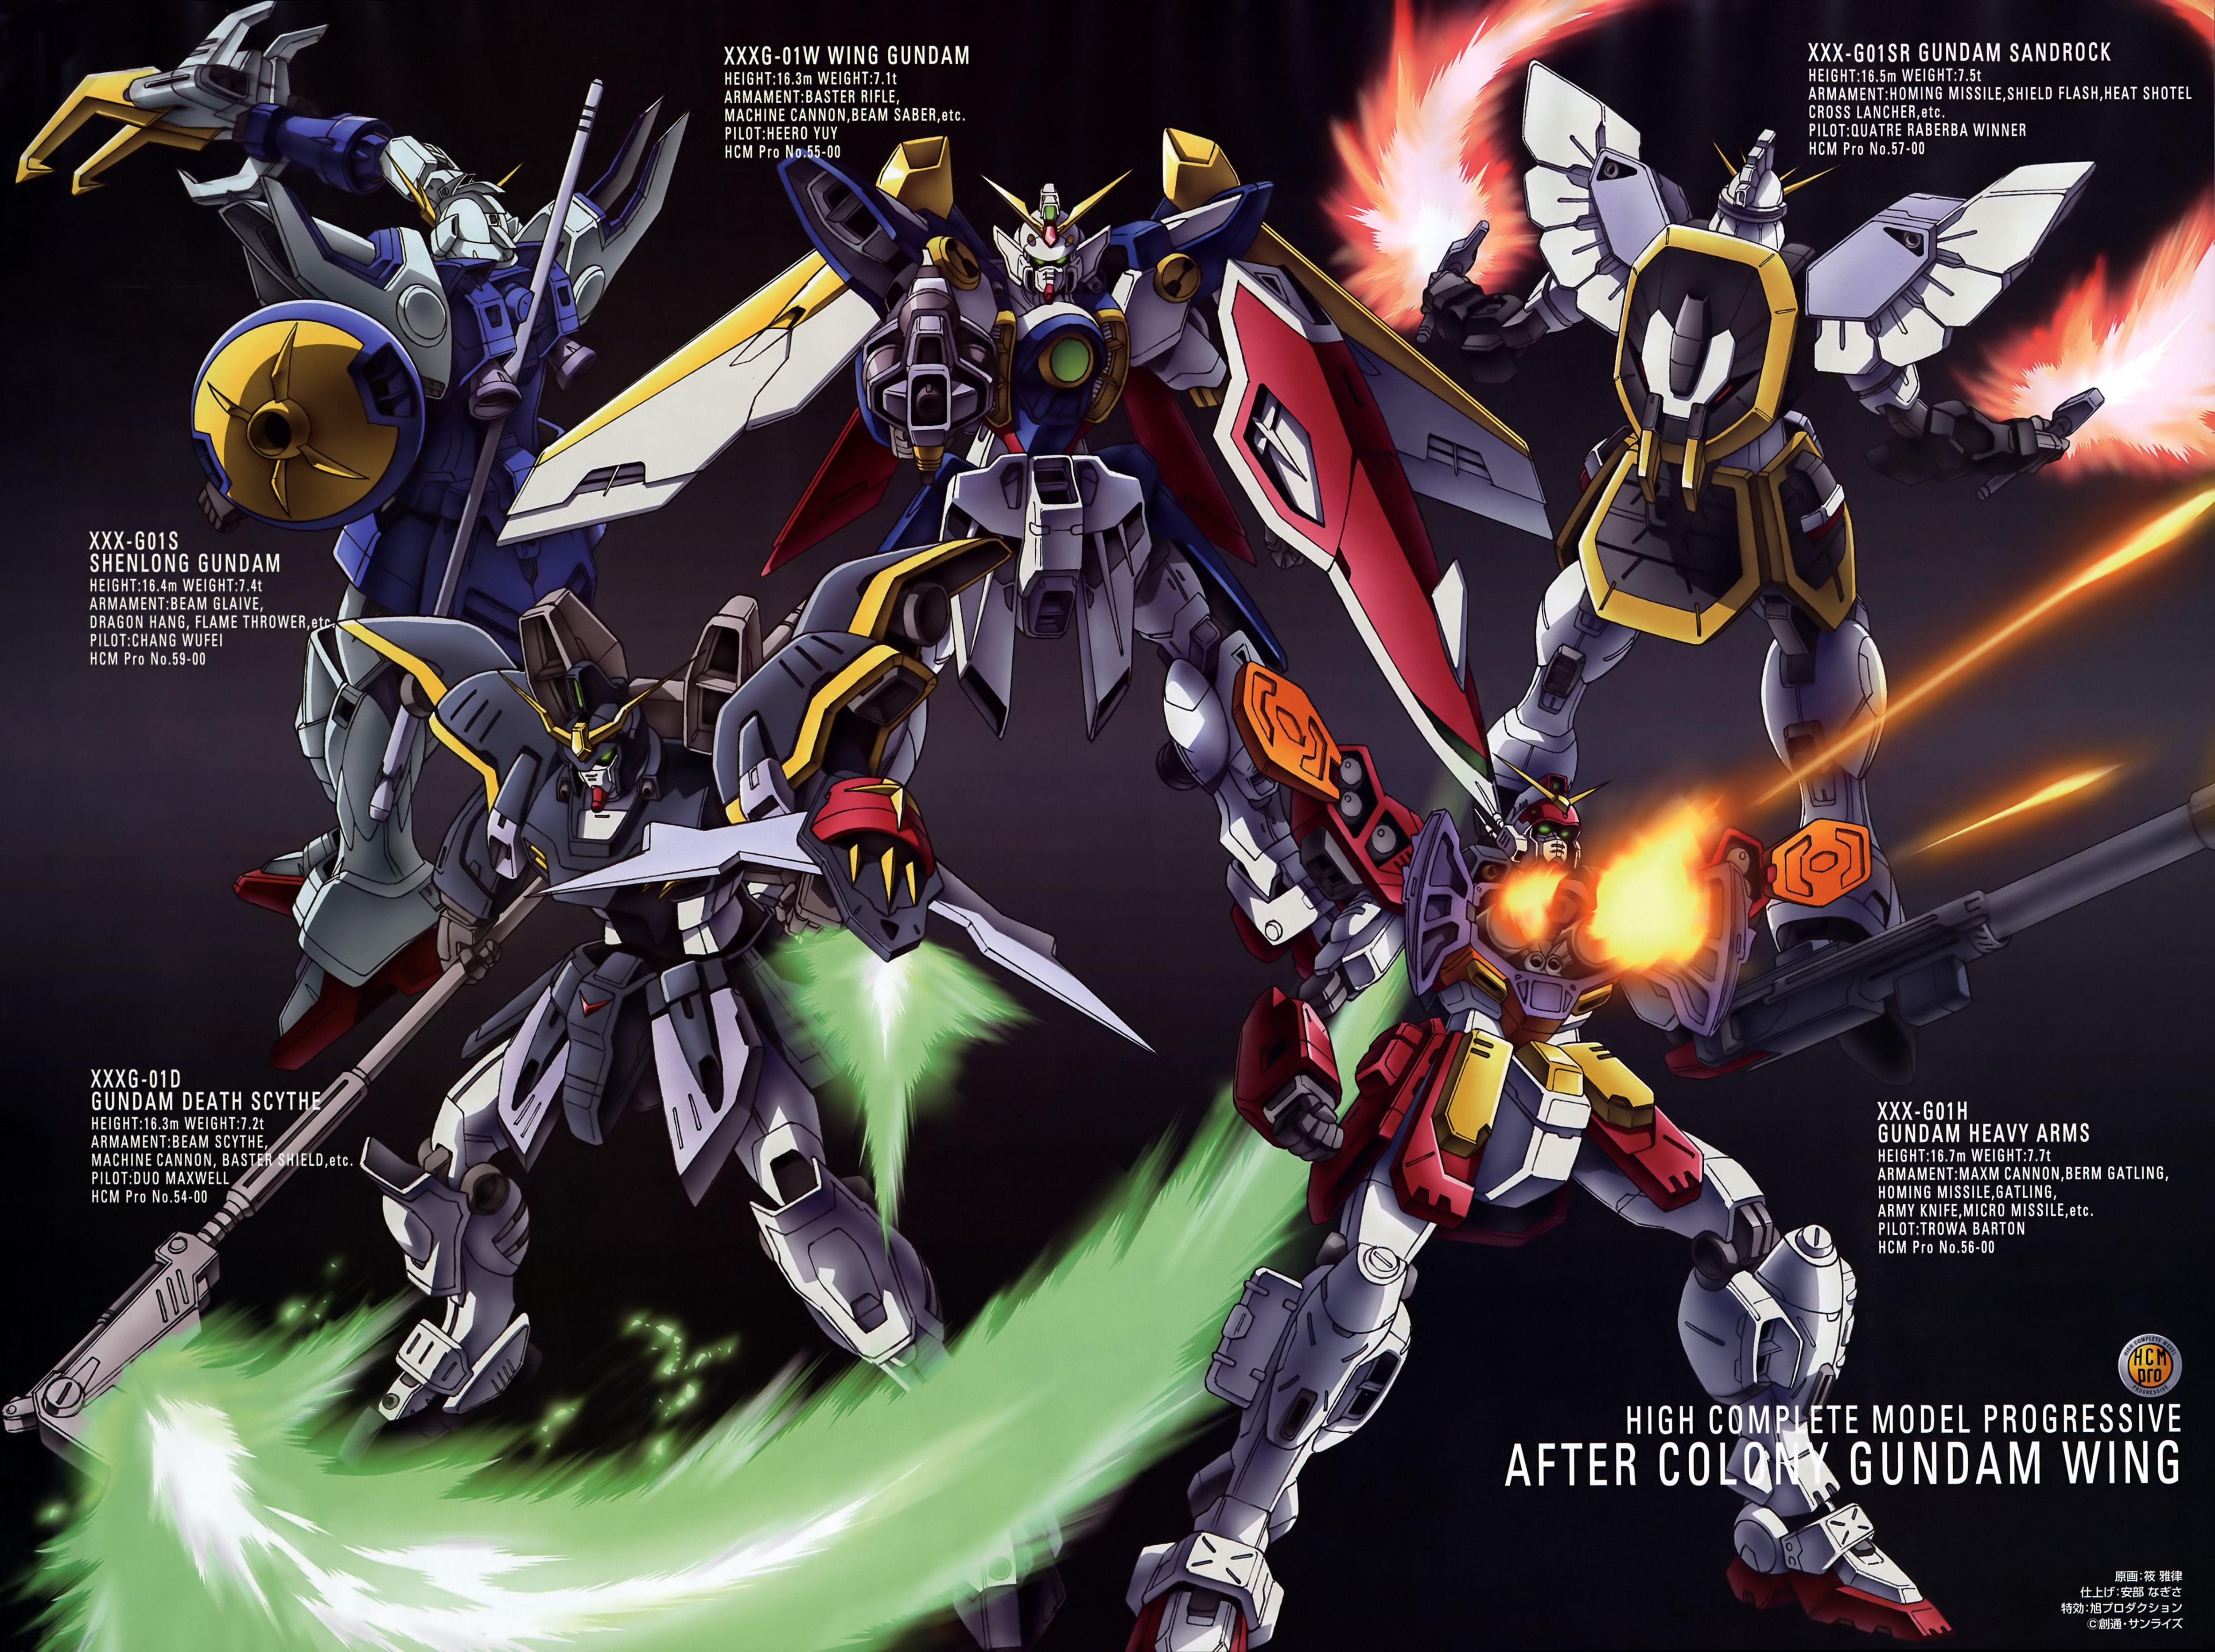 XXXG-01W WING GUNDAM
HEIGHT:16.3m WEIGHT:7.1t
ARMAMENT:BASTER RIFLE,
MACHINE CANNON,BEAM SABER,etc.
PILOT:HEERO YUY
HCM Pro No.55-00
XXX-G01SR GUNDAM SANDROCK
HEIGHT:16.5m WEIGHT:7.5t
ARMAMENT:HOMING MISSILE,SHIELD FLASH,HEAT SHOTEL
CROSS LANCHER,etc.
PILOT:QUATRE RABERBA WINNER
HCM Pro No.57-00
XXX-G01S
SHENLONG GUNDAM
HEIGHT:16.4m WEIGHT:7.4t
ARMAMENT:BEAM GLAIVE,
DRAGON HANG, FLAME THROWER,etc.
PILOT:CHANG WUFEI
HCM Pro No.59-00
XXXG-01D
GUNDAM DEATH SCYTHE
HEIGHT:16.3m WEIGHT:7.2t
ARMAMENT:BEAM SCYTHE,
MACHINE CANNON, BASTER SHIELD,etc.
PILOT:DUO MAXWELL
HCM Pro No.54-00
XXX-G01H
GUNDAM HEAVY ARMS
HEIGHT:16.7m WEIGHT:7.7t
ARMAMENT:MAXM CANNON,BERM GATLING,
HOMING MISSILE,GATLING,
ARMY KNIFE,MICRO MISSILE,etc.
PILOT:TROWA BARTON
HCM Pro No.56-00
HCM
pro
PROGRESSIVE
HIGH COMPLETE MODEL PROGRESSIVE
AFTER COLONY GUNDAM WING
原画:筱 雅律
仕上げ:安部 なぎさ
特効:旭プロダクション
©創通・サンライズ